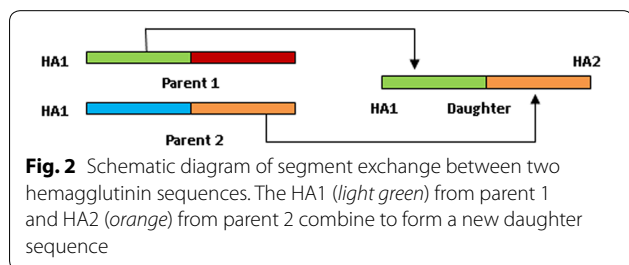 HA1
Parent 1
HA1
Parent 2
HA2
HA1 Daughter
Fig. 2 Schematic diagram of segment exchange between two
hemagglutinin sequences. The HA1 (light green) from parent 1
and HA2 (orange) from parent 2 combine to form a new daughter
sequence